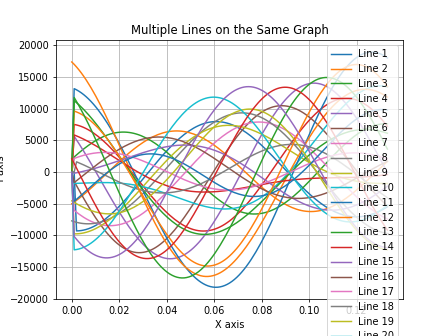 Multiple Lines on the Same Graph
20000
15000
10000
5000
0
−5000
−10000
−15000
−20000
0.00 0.02 0.04 0.06 0.08 0.10
X axis
axis
Line 1
Line 2
Line 3
Line 4
Line 5
Line 6
Line 7
Line 8
Line 9
Line 10
Line 11
Line 12
Line 13
Line 14
Line 15
Line 16
Line 17
Line 18
Line 19
Line 20